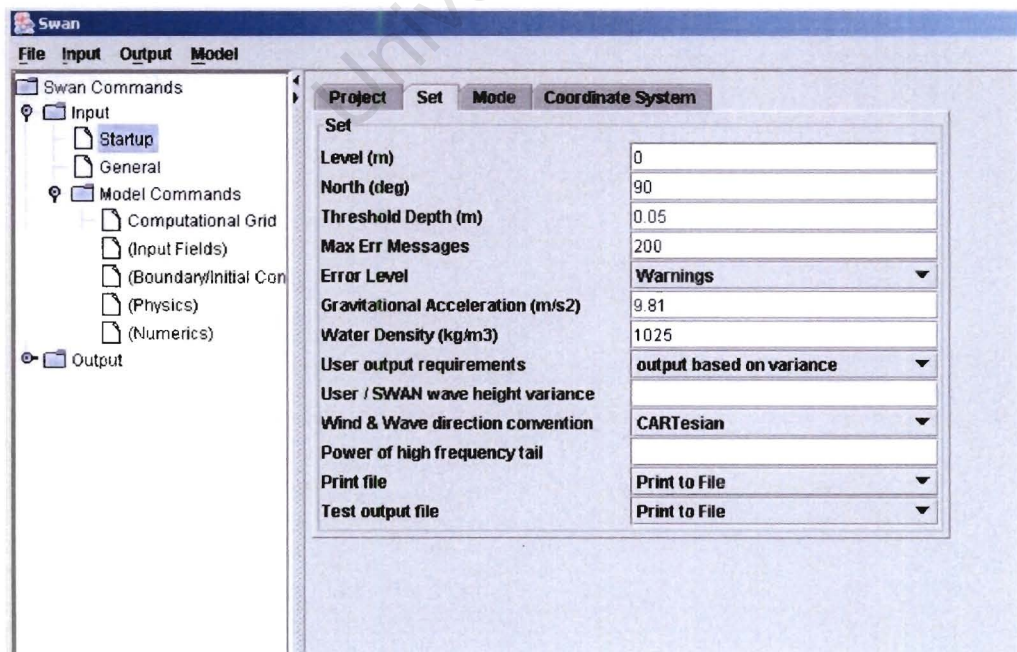 Swan
File Input Output Model
Swan Commands
Input
Startup
General
Model Commands
Computational Grid
(Input Fields)
(Boundary/Initial Con
(Physics)
(Numerics)
Output
Project Set Mode Coordinate System
Set
Level (m) 0
North (deg) 90
Threshold Depth (m) 0.05
Max Err Messages 200
Error Level Warnings
Gravitational Acceleration (m/s2) 9.81
Water Density (kg/m3) 1025
User output requirements output based on variance
User / SWAN wave height variance
Wind & Wave direction convention CARTesian
Power of high frequency tail
Print file Print to File
Test output file Print to File